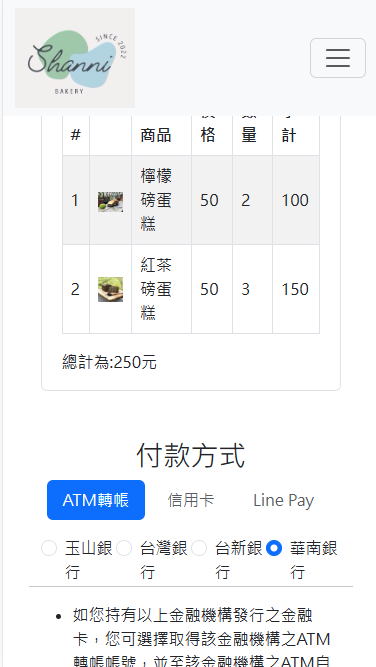 SINCE 2022
Shanni
BAKERY
# 商品 格 量 計
1 檸檬磅蛋糕 50 2 100
2 紅茶磅蛋糕 50 3 150
總計為:250元
付款方式
ATM轉帳 信用卡 Line Pay
玉山銀行 台灣銀行 台新銀行 華南銀行
如您持有以上金融機構發行之金融
卡，您可選擇取得該金融機構之ATM
轉帳帳號，並至該金融機構之ATM自